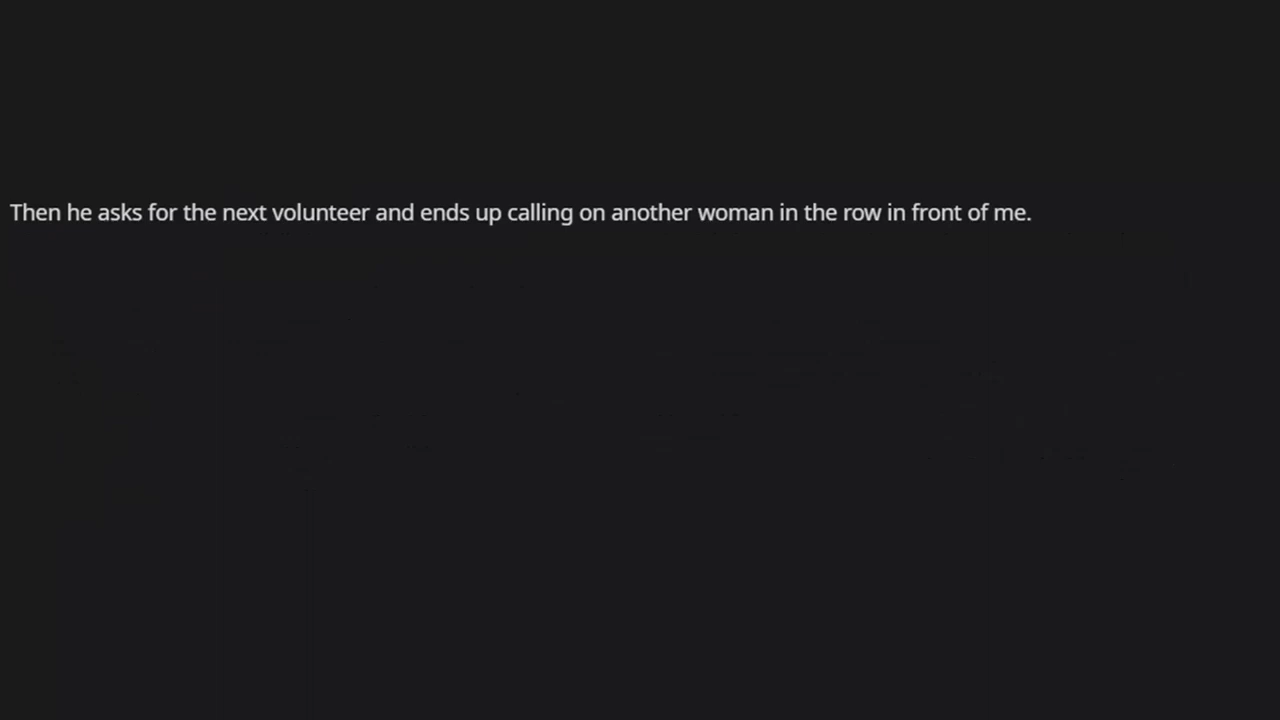 Then he asks for the next volunteer and ends up calling on another woman in the row in front of me.